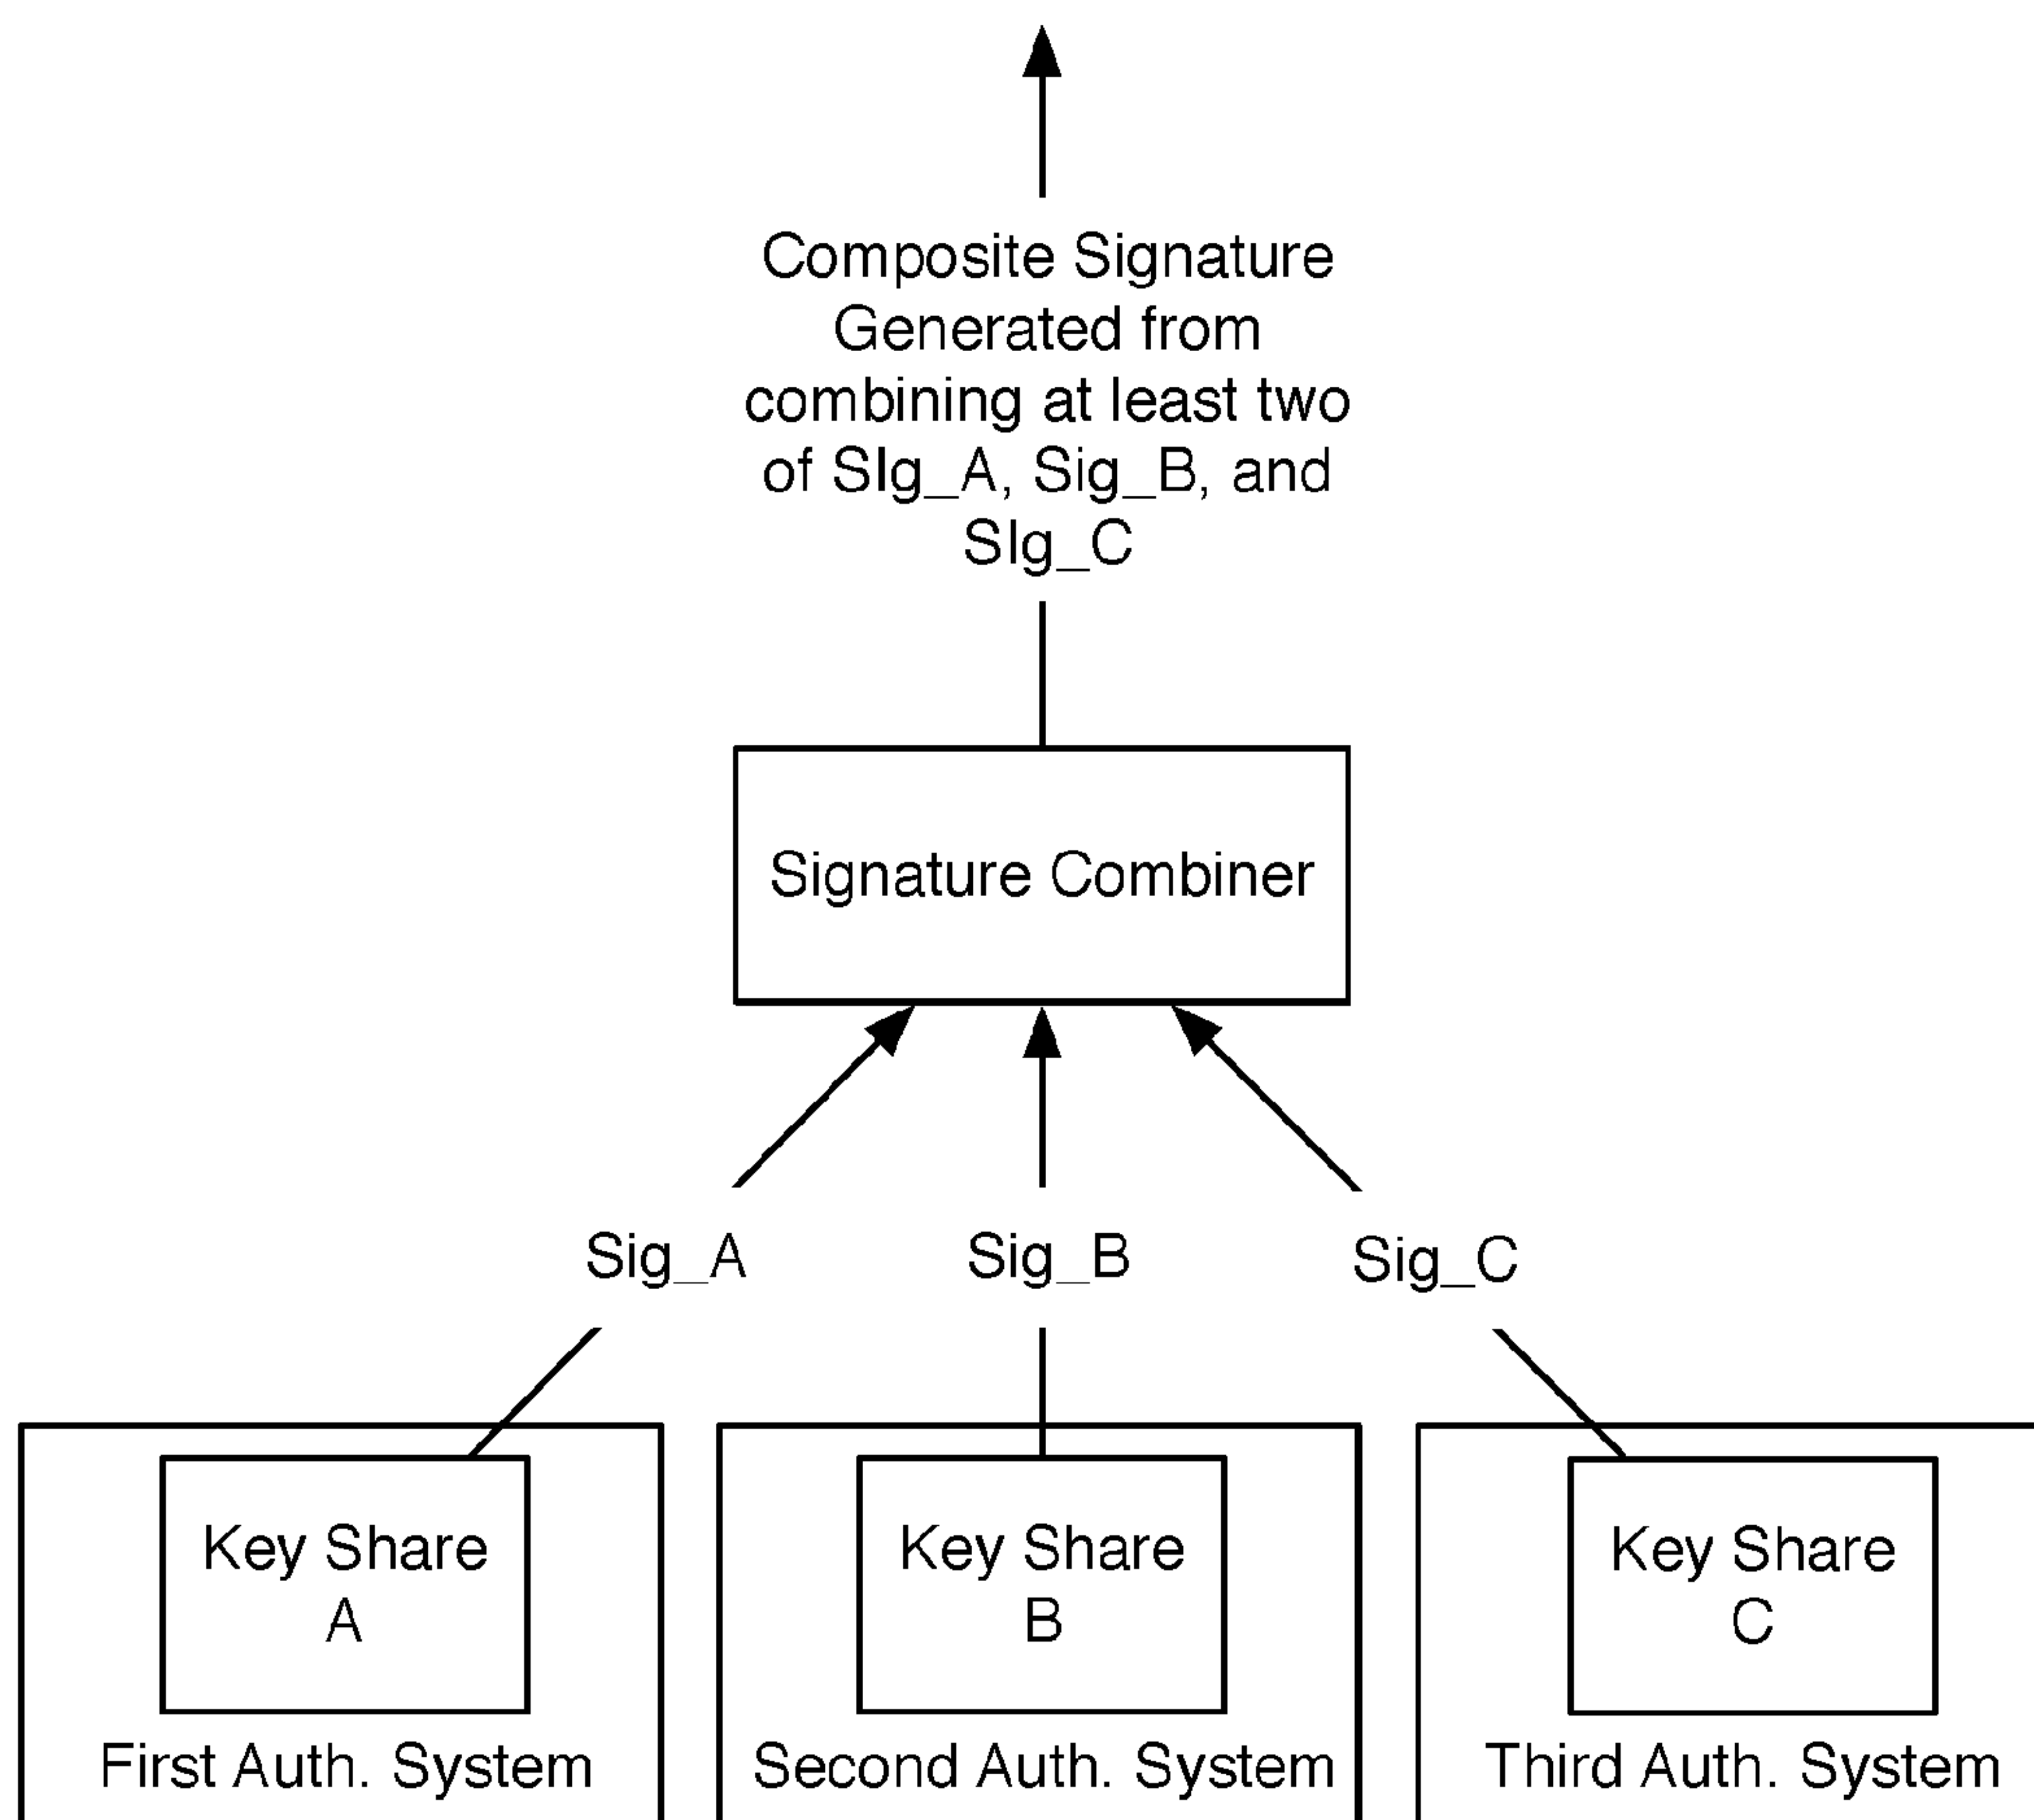 Composite Signature
Generated from
combining at least two
of SIg_A, Sig_B, and
SIg_C
Signature Combiner
Sig_A
Sig_B
Sig_C
Key Share
A
Key Share
B
Key Share
C
First Auth. System
Second Auth. System
Third Auth. System